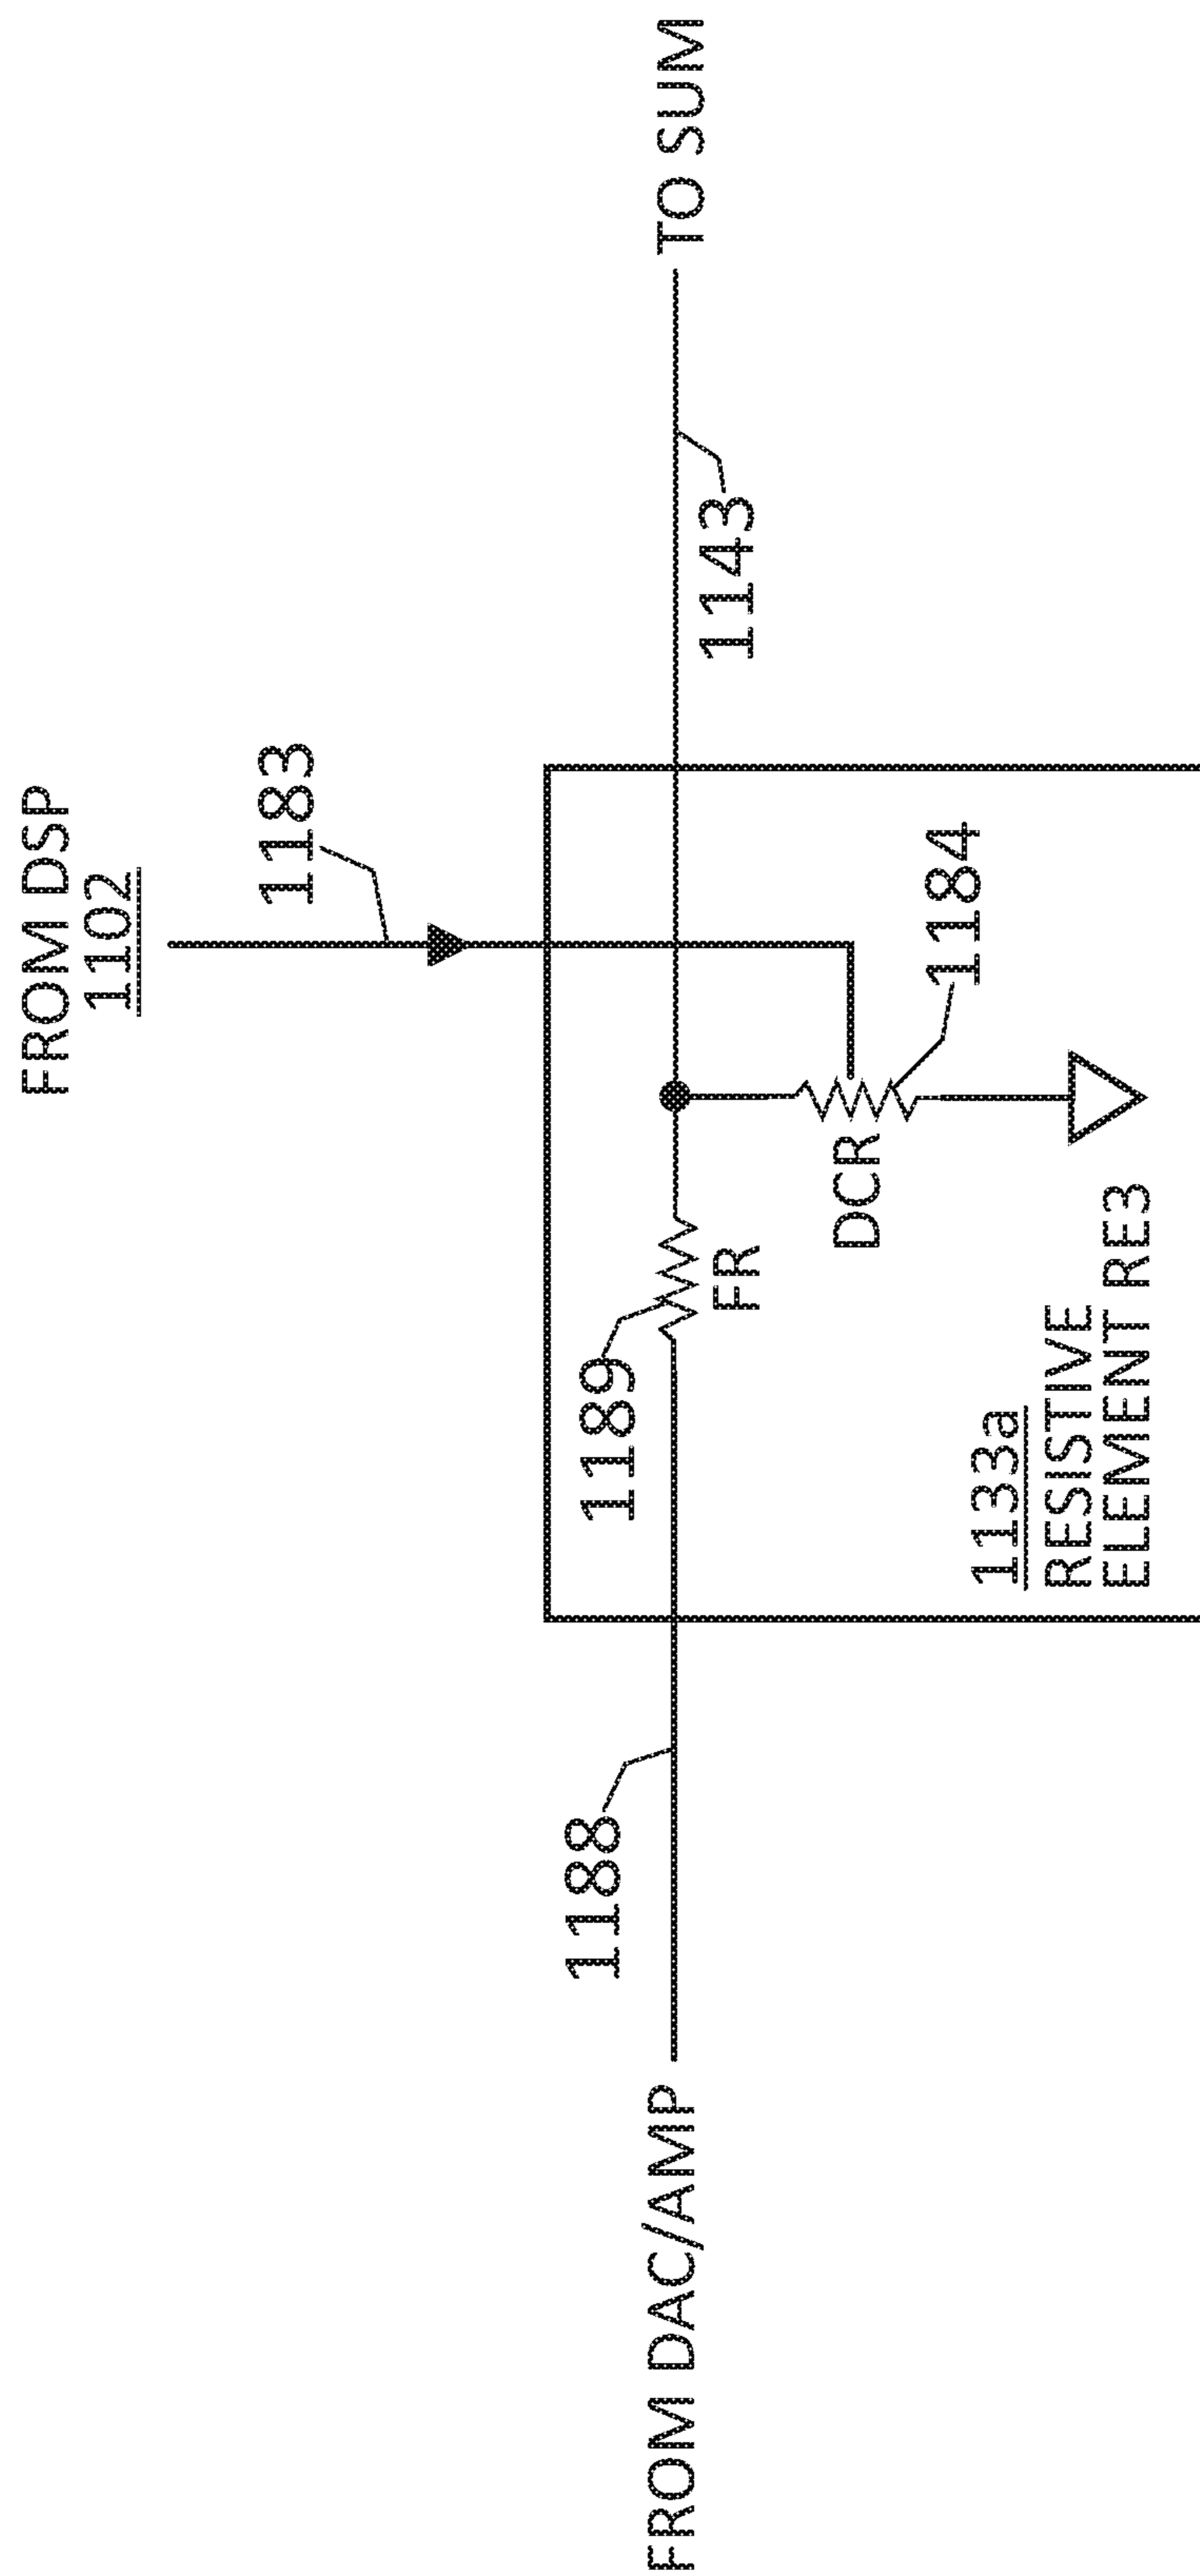 FROM DSP
1102
1183
FROM DAC/AMP
1188
1189
FR
1143
TO SUM
DCR
1184
1133a
RESISTIVE
ELEMENT RE3